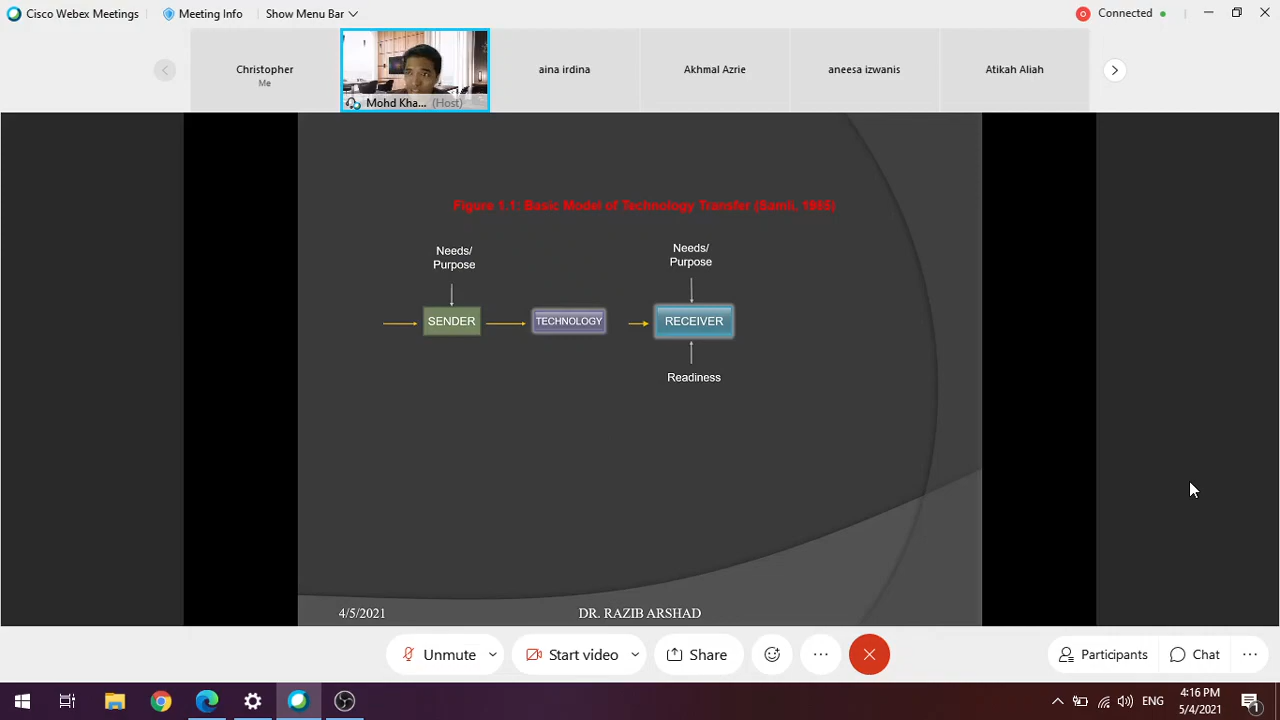 Cisco Webex Meetings
Meeting Info
Show Menu Bar
Connected
Christopher
Me
Mohd Kha... (Host)
aina irdina
Akhmal Azrie
aneesa izwanis
Atikah Aliah
Figure 1.1: Basic Model of Technology Transfer (Samli, 1985)
Needs/
Purpose
Needs/
Purpose
SENDER
TECHNOLOGY
RECEIVER
Readiness
4/5/2021
DR. RAZIB ARSHAD
Unmute
Start video
Share
Participants
Chat
ENG
4:16 PM
5/4/2021
1